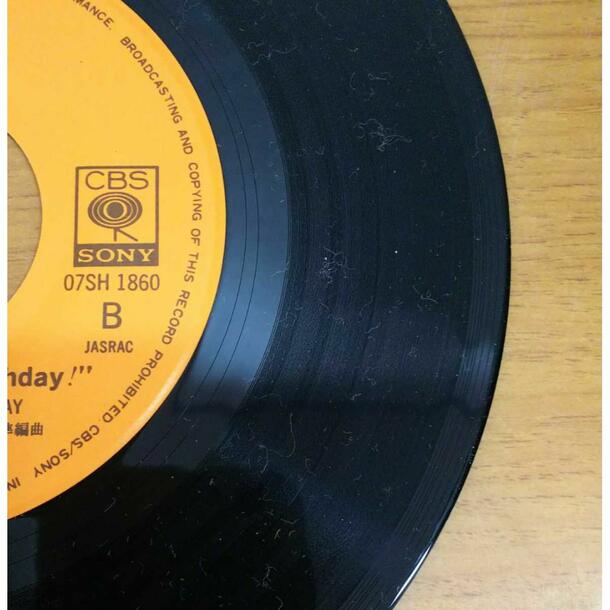 MANCE, BROADCASTING AND COPYING OF THIS RECORD PROHIBITED CBS/SONY IN
CBS
SONY
07SH 1860
B
JASRAC
nday!"
AY
編曲